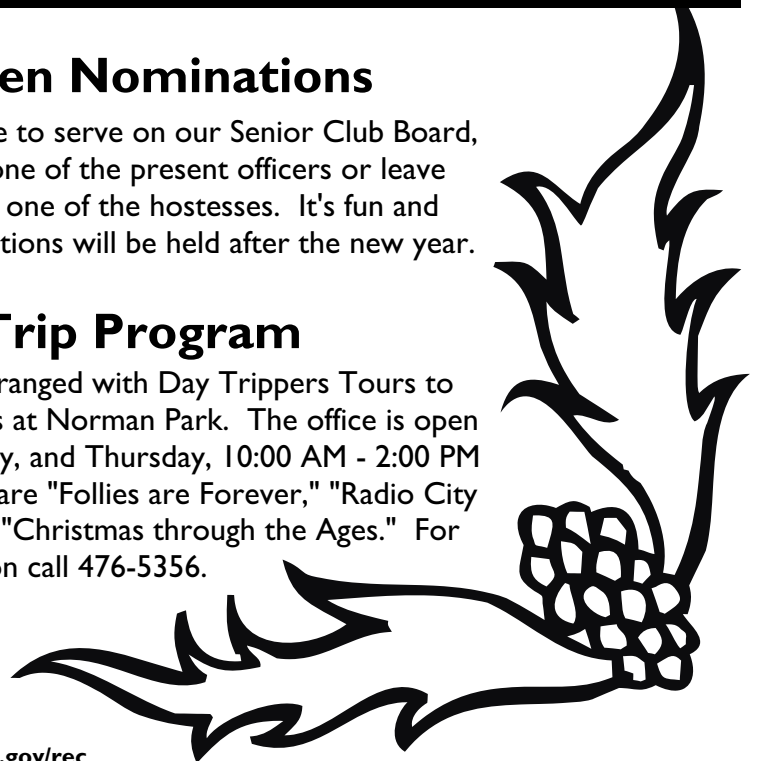 en Nominations
e to serve on our Senior Club Board,
one of the present officers or leave
one of the hostesses.  It's fun and
tions will be held after the new year.
Trip Program
ranged with Day Trippers Tours to
s at Norman Park.  The office is open
y, and Thursday, 10:00 AM - 2:00 PM
are "Follies are Forever," "Radio City
"Christmas through the Ages."  For
on call 476-5356.
.gov/rec